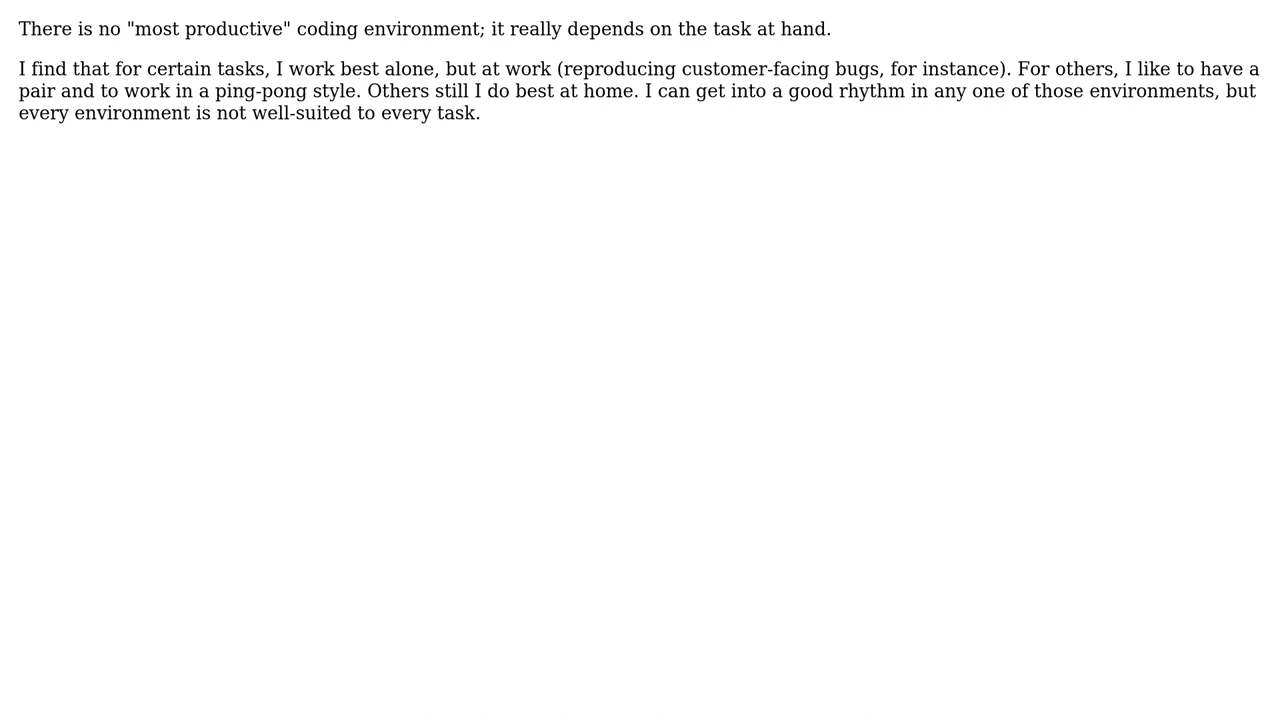 There is no "most productive" coding environment; it really depends on the task at hand.
I find that for certain tasks, I work best alone, but at work (reproducing customer-facing bugs, for instance). For others, I like to have a
pair and to work in a ping-pong style. Others still I do best at home. I can get into a good rhythm in any one of those environments, but
every environment is not well-suited to every task.